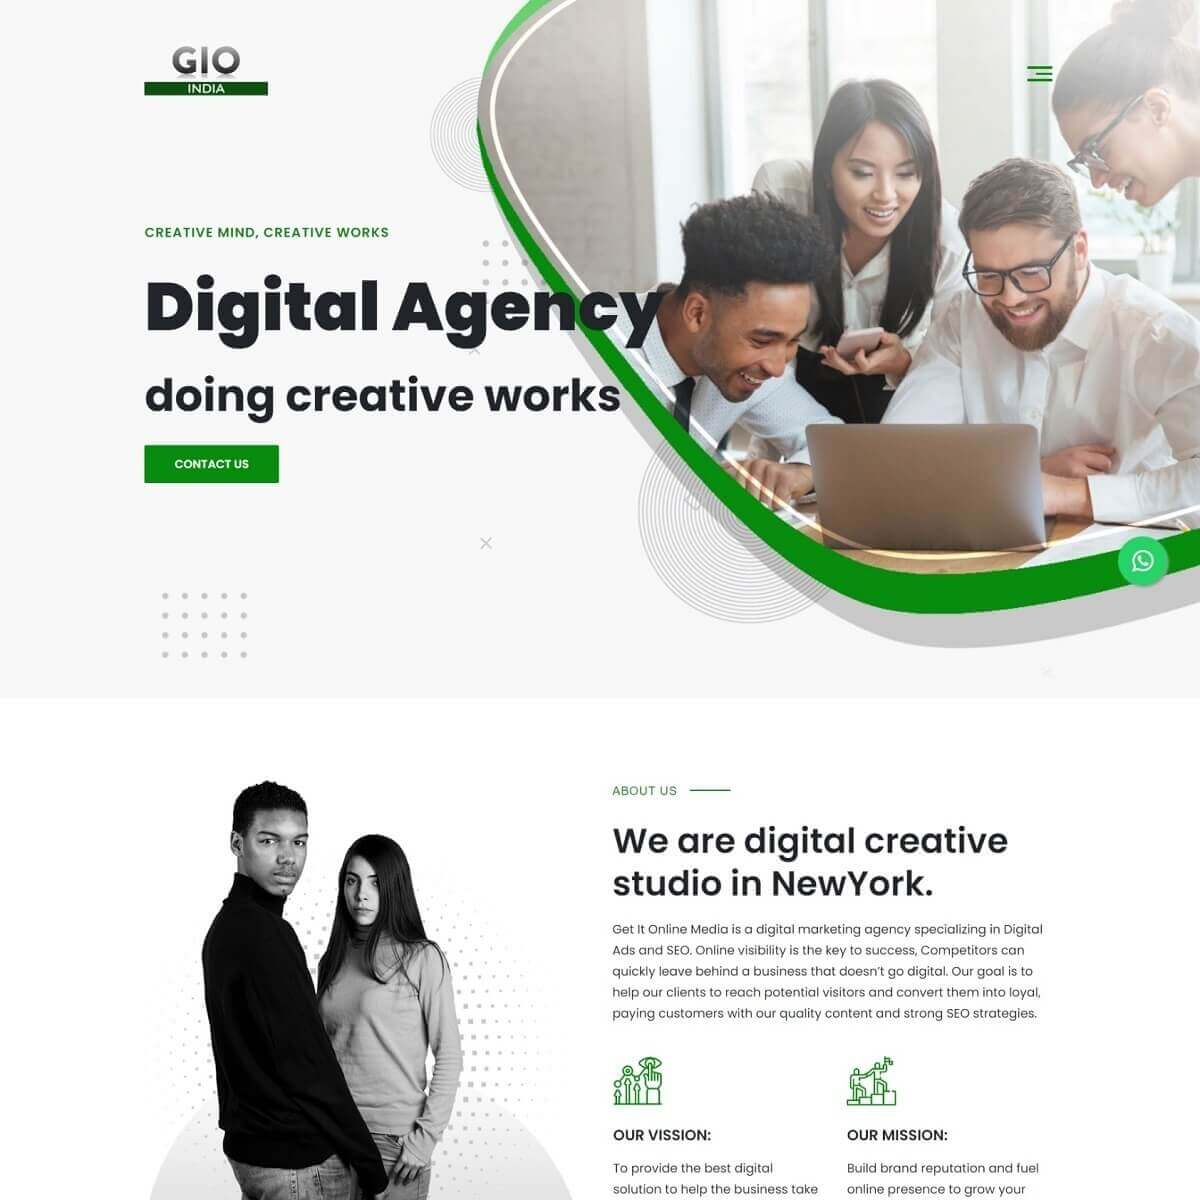 GIO
INDIA
CREATIVE MIND, CREATIVE WORKS
Digital Agency
doing creative works
CONTACT US
ABOUT US
We are digital creative
studio in NewYork.
Get It Online Media is a digital marketing agency specializing in Digital
Ads and SEO. Online visibility is the key to success, Competitors can
quickly leave behind a business that doesn't go digital. Our goal is to
help our clients to reach potential visitors and convert them into loyal,
paying customers with our quality content and strong SEO strategies.
OUR VISSION:
To provide the best digital
solution to help the business take
OUR MISSION:
Build brand reputation and fuel
online presence to grow your